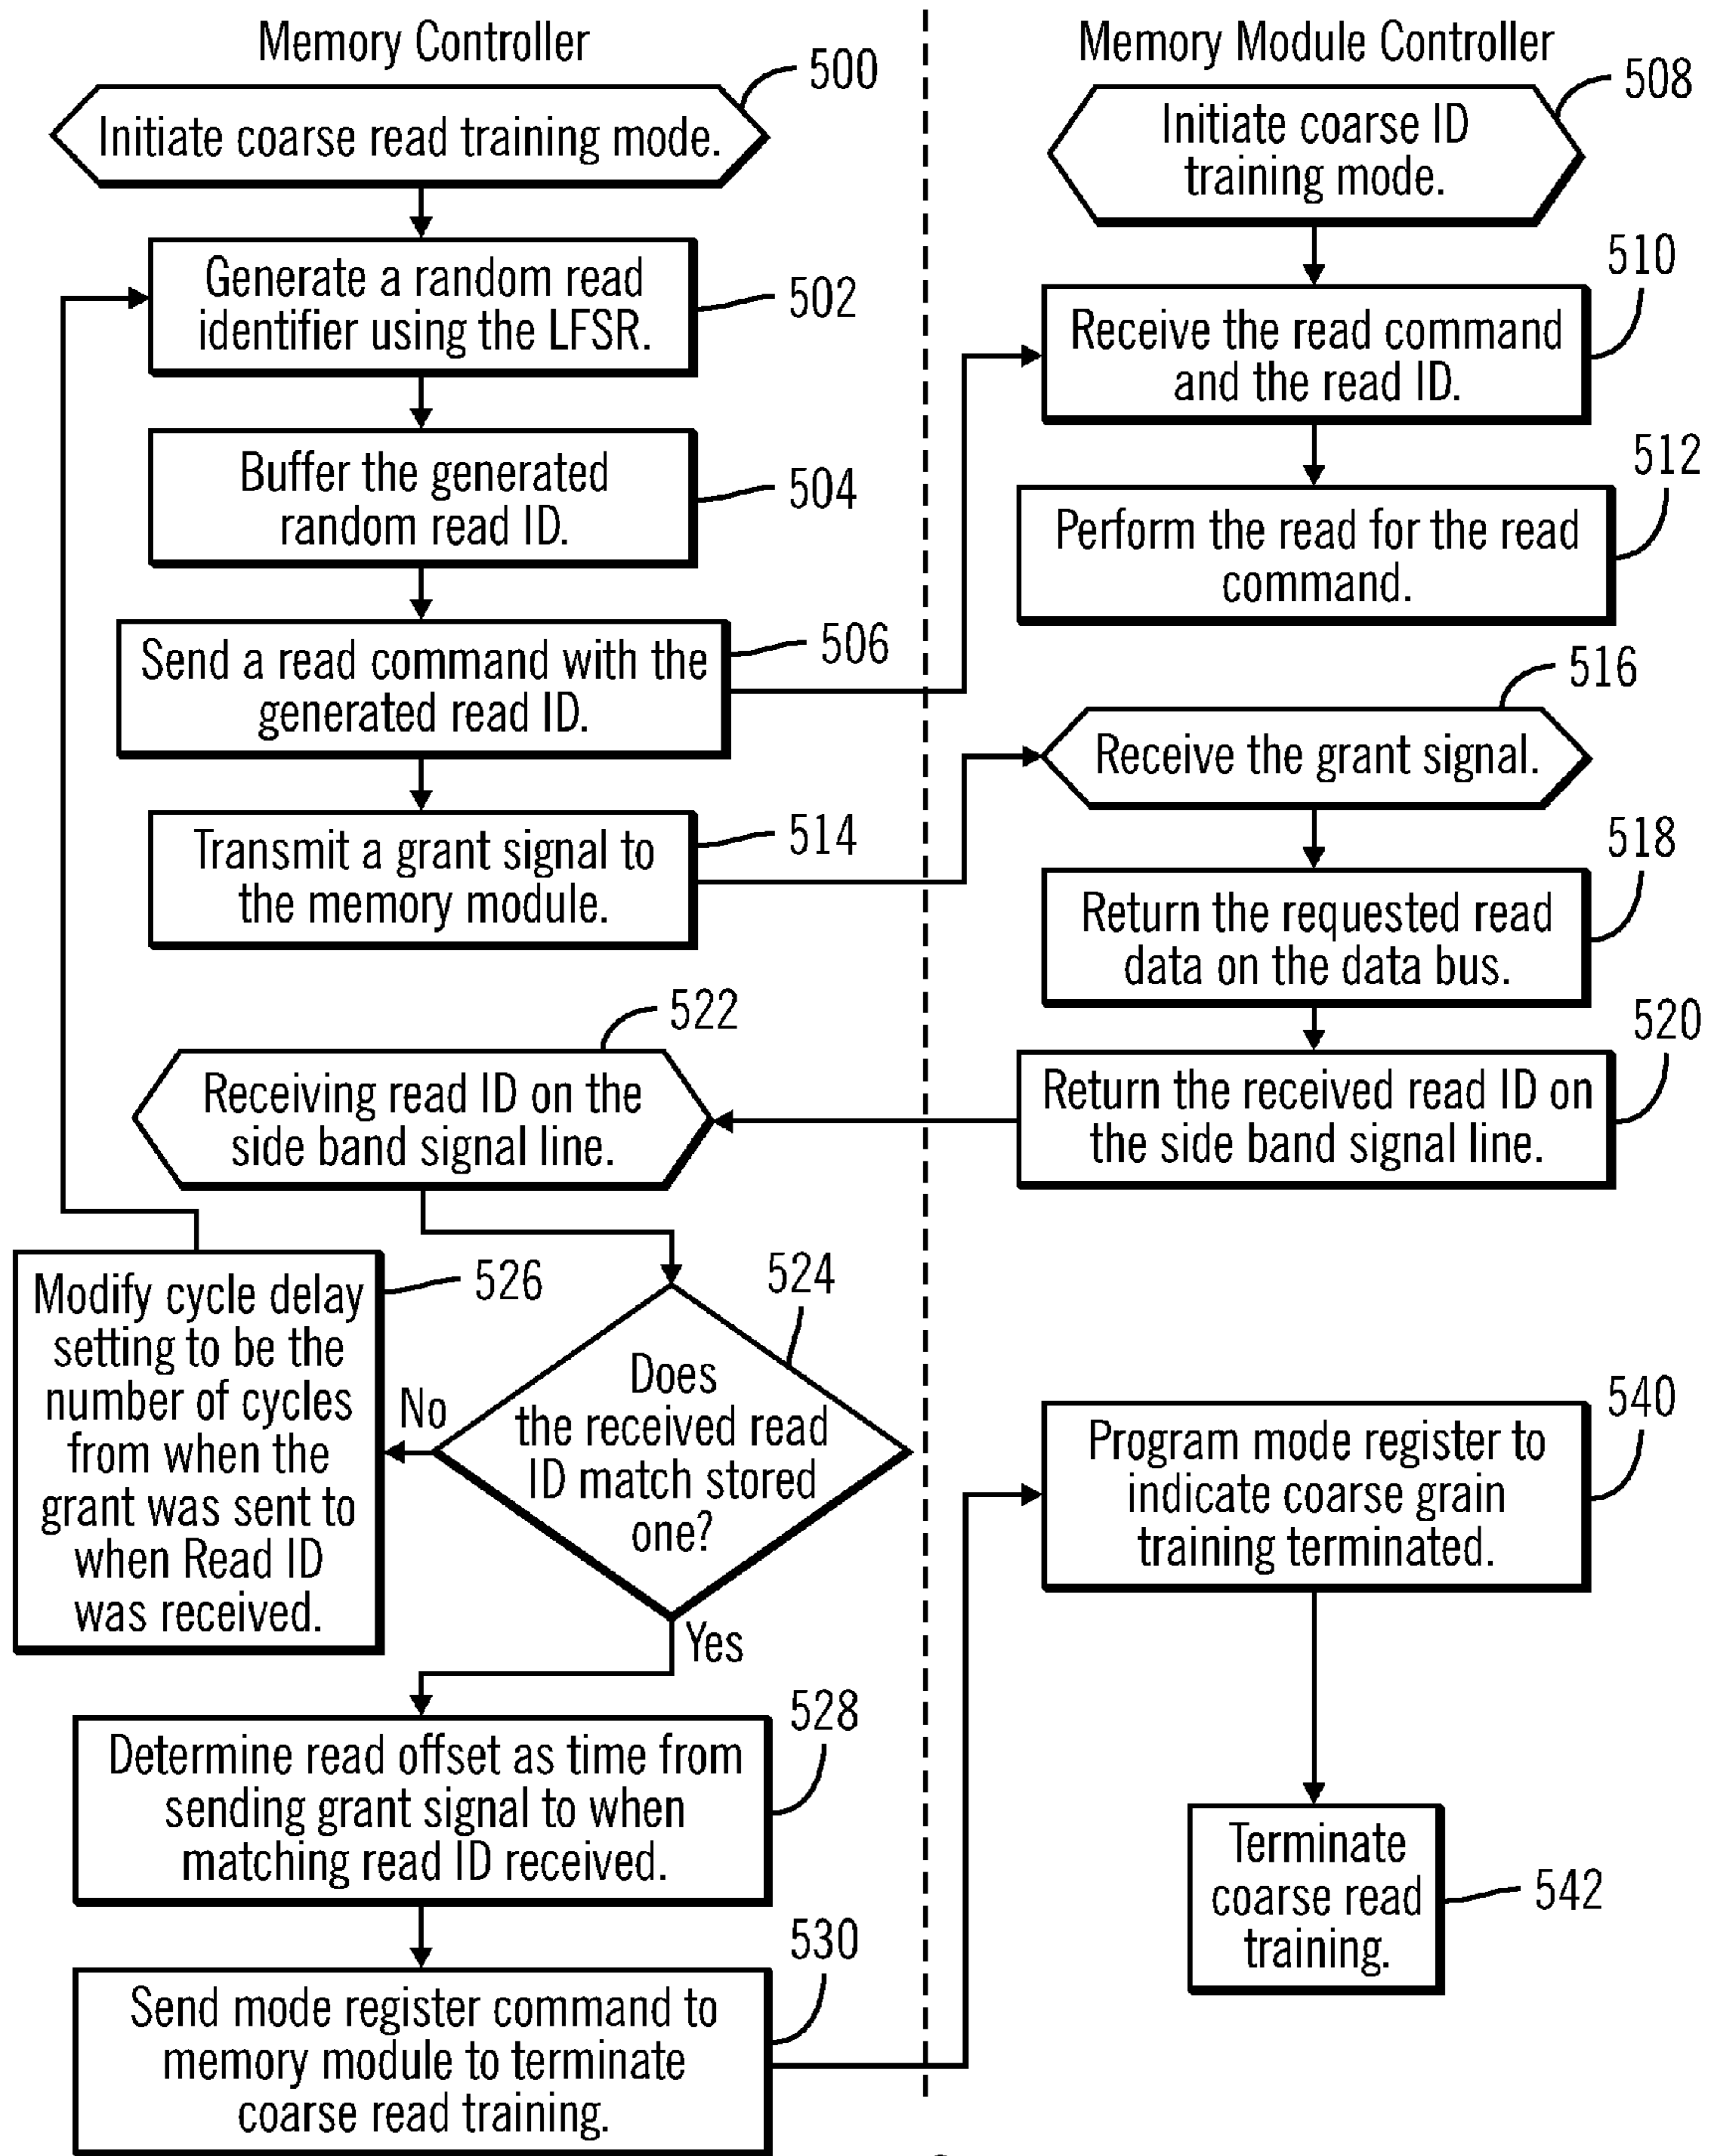 Memory Controller
500
Initiate coarse read training mode.
Generate a random read
identifier using the LFSR.
502
Buffer the generated
random read ID.
504
Send a read command with the
generated read ID.
506
Transmit a grant signal to
the memory module.
514
522
Receiving read ID on the
side band signal line.
Modify cycle delay
setting to be the
number of cycles
from when the
grant was sent to
when Read ID
was received.
526
524
Does
the received read
ID match stored
one?
No
Yes
528
Determine read offset as time from
sending grant signal to when
matching read ID received.
530
Send mode register command to
memory module to terminate
coarse read training.
Memory Module Controller
508
Initiate coarse ID
training mode.
510
Receive the read command
and the read ID.
512
Perform the read for the read
command.
516
Receive the grant signal.
518
Return the requested read
data on the data bus.
520
Return the received read ID on
the side band signal line.
540
Program mode register to
indicate coarse grain
training terminated.
Terminate
coarse read
training.
542